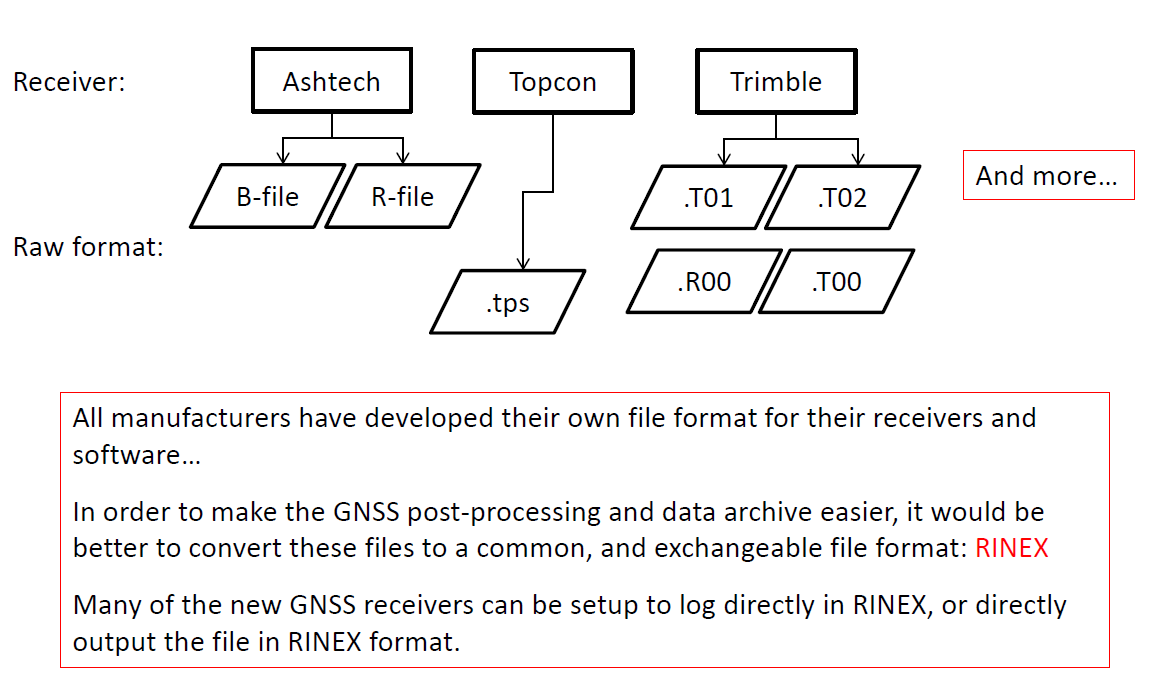 Receiver:
Ashtech
Topcon
Trimble
B-file
R-file
.T01
.T02
And more…
Raw format:
.R00
.T00
.tps
All manufacturers have developed their own file format for their receivers and
software…
In order to make the GNSS post-processing and data archive easier, it would be
better to convert these files to a common, and exchangeable file format: RINEX
Many of the new GNSS receivers can be setup to log directly in RINEX, or directly
output the file in RINEX format.